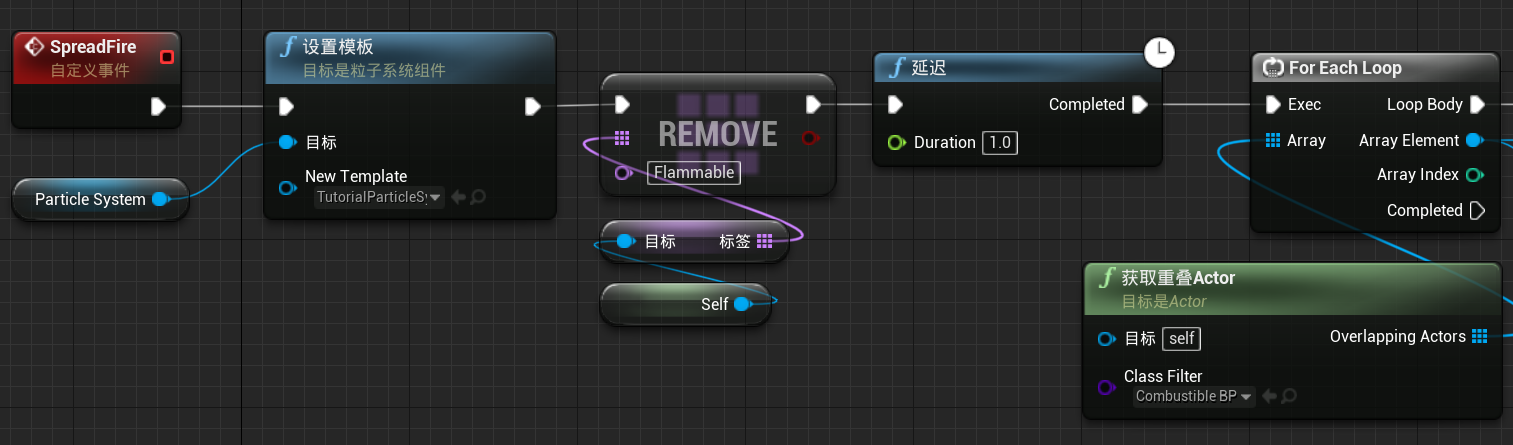 SpreadFire
自定义事件
Particle System
设置模板
目标是粒子系统组件
目标
New Template
TutorialParticleSy
REMOVE
Flammable
目标 标签
Self
延迟
Completed
Duration 1.0
For Each Loop
Exec Loop Body
Array Array Element
Array Index
Completed
获取重叠Actor
目标是Actor
目标 self
Overlapping Actors
Class Filter
Combustible BP